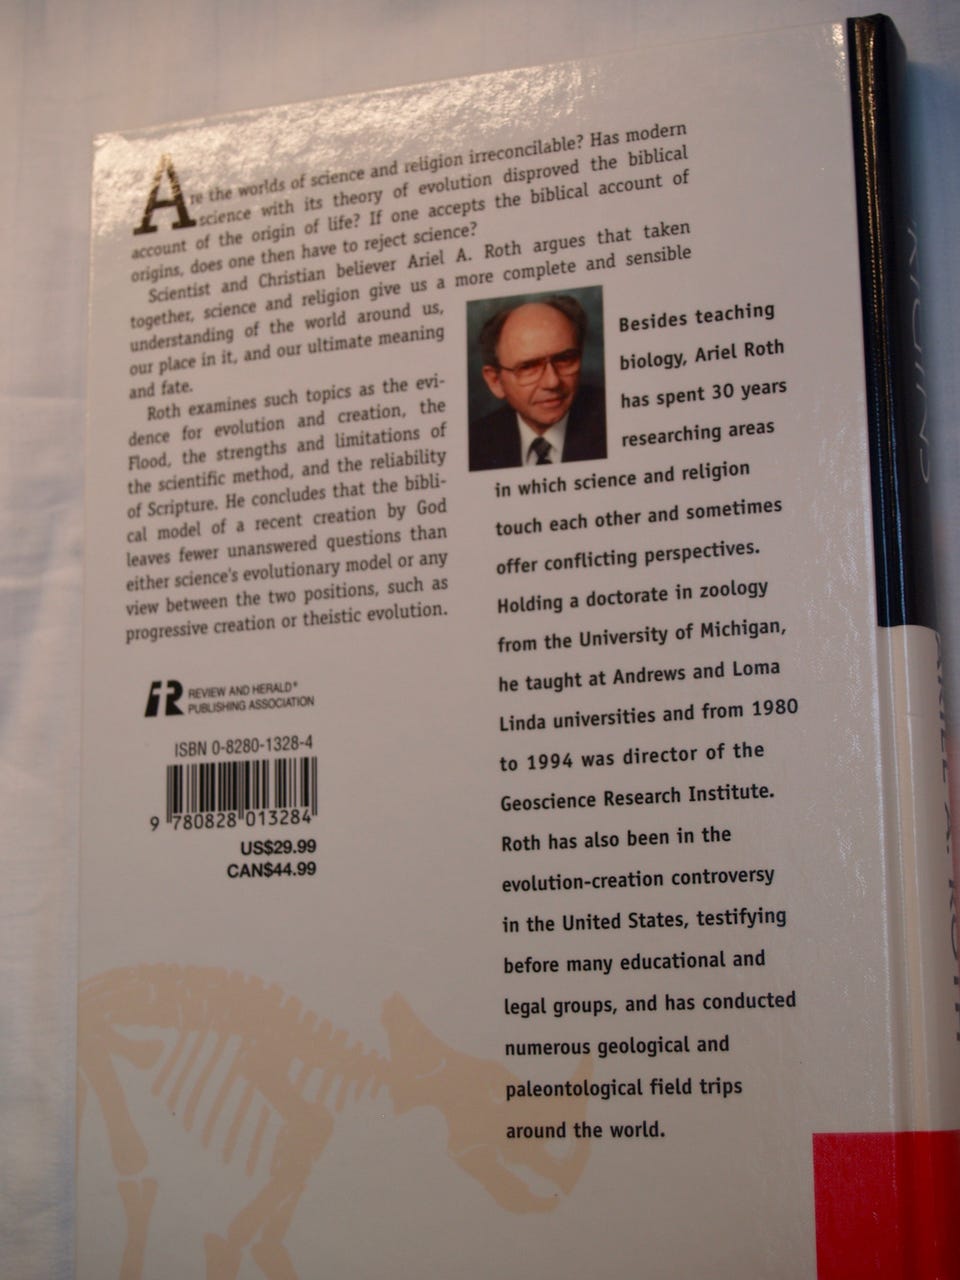 Are the worlds of science and religion irreconcilable? Has modern
science with its theory of evolution disproved the biblical
account of the origin of life? If one accepts the biblical account of
origins, does one then have to reject science?
Scientist and Christian believer Ariel A. Roth argues that taken
together, science and religion give us a more complete and sensible
understanding of the world around us,
our place in it, and our ultimate meaning
and fate.
Roth examines such topics as the evi-
dence for evolution and creation, the
Flood, the strengths and limitations of
the scientific method, and the reliability
of Scripture. He concludes that the bibli-
cal model of a recent creation by God
leaves fewer unanswered questions than
either science's evolutionary model or any
view between the two positions, such as
progressive creation or theistic evolution.
Besides teaching
biology, Ariel Roth
has spent 30 years
researching areas
in which science and religion
touch each other and sometimes
offer conflicting perspectives.
Holding a doctorate in zoology
from the University of Michigan,
he taught at Andrews and Loma
Linda universities and from 1980
to 1994 was director of the
Geoscience Research Institute.
Roth has also been in the
evolution-creation controversy
in the United States, testifying
before many educational and
legal groups, and has conducted
numerous geological and
paleontological field trips
around the world.
REVIEW AND HERALD®
PUBLISHING ASSOCIATION
ISBN 0-8280-1328-4
9 780828 013284
US$29.99
CAN$44.99
ARIEL A. ROTH